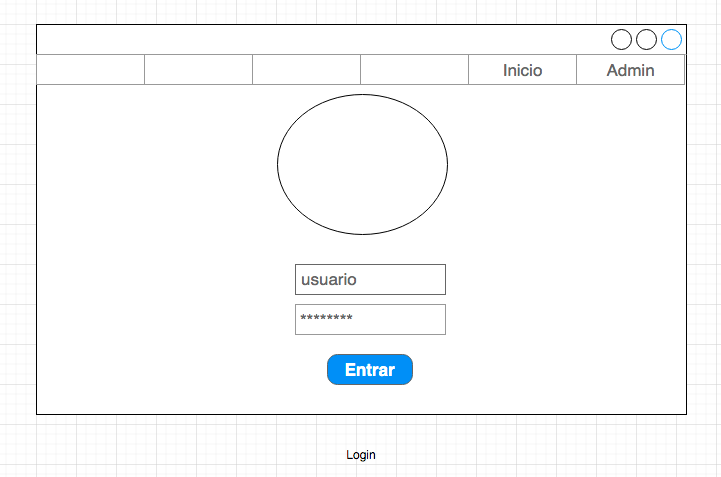 Inicio Admin
usuario
********
Entrar
Login